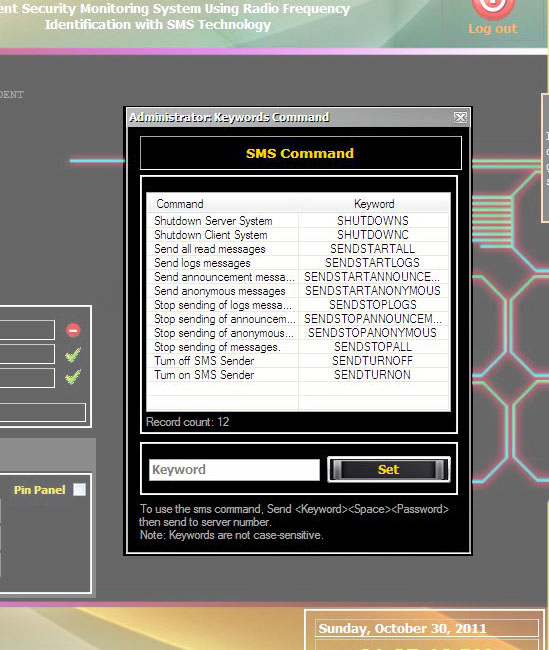 ent Security Monitoring System Using Radio Frequency
Identification with SMS Technology
Log out
DENT
Administrator: Keywords Command
SMS Command
Command Keyword
Shutdown Server System SHUTDOWNS
Shutdown Client System SHUTDOWNC
Send all read messages SENDSTARTALL
Send logs messages SENDSTARTLOGS
Send announcement messa... SENDSTARTANNOUNCE...
Send anonymous messages SENDSTARTANONYMOUS
Stop sending of logs messa... SENDSTOPLOGS
Stop sending of announcem... SENDSTOPANNOUNCEM...
Stop sending of anonymous... SENDSTOPANONYMOUS
Stop sending of messages. SENDSTOPALL
Turn off SMS Sender SENDTURNOFF
Turn on SMS Sender SENDTURNON
Record count: 12
Keyword Set
Pin Panel
To use the sms command, Send <Keyword><Space><Password>
then send to server number.
Note: Keywords are not case-sensitive.
Sunday, October 30, 2011